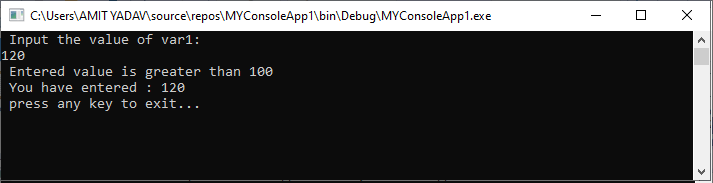 C:\Users\AMIT YADAV\source\repos\MYConsoleApp1\bin\Debug\MYConsoleApp1.exe
Input the value of var1:
120
Entered value is greater than 100
You have entered : 120
press any key to exit...